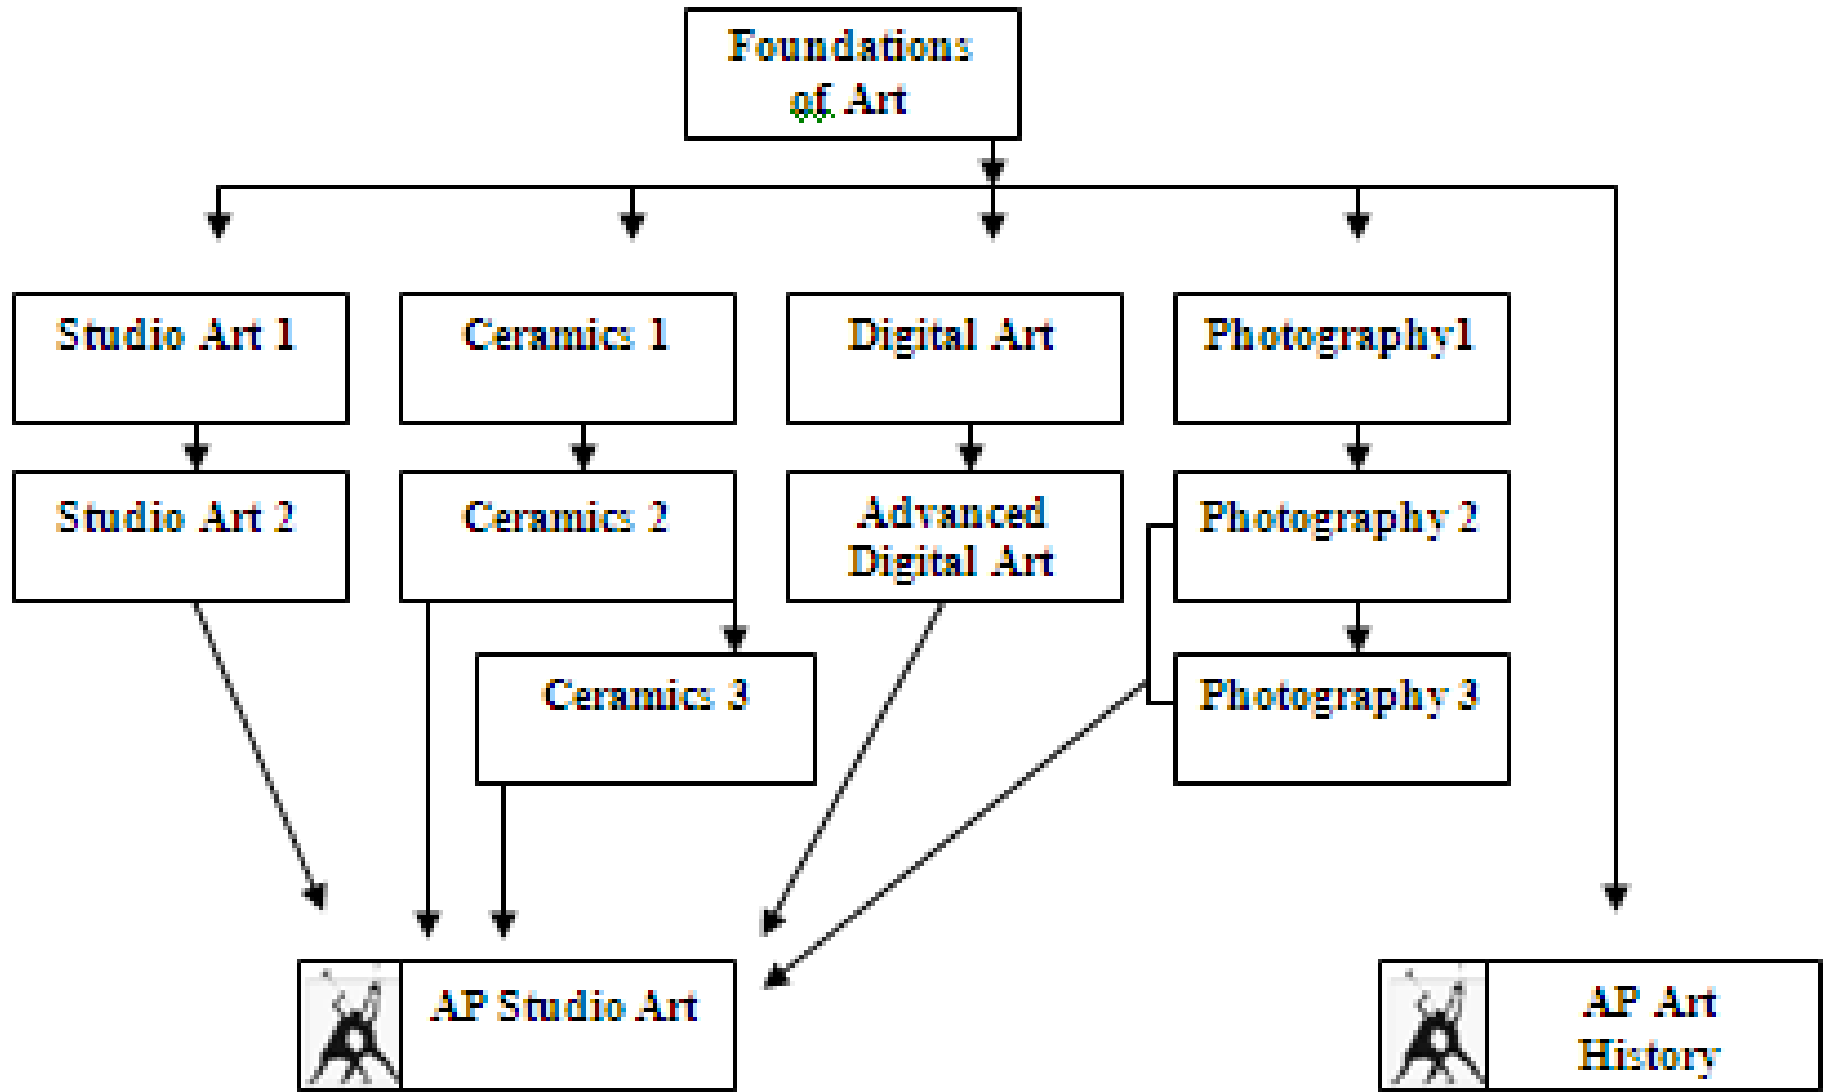 Foundations
of Art
Studio Art 1
Ceramics 1
Digital Art
Photography1
Studio Art 2
Ceramics 2
Advanced
Digital Art
Photography 2
Ceramics 3
Photography 3
AP Studio Art
AP Art
History